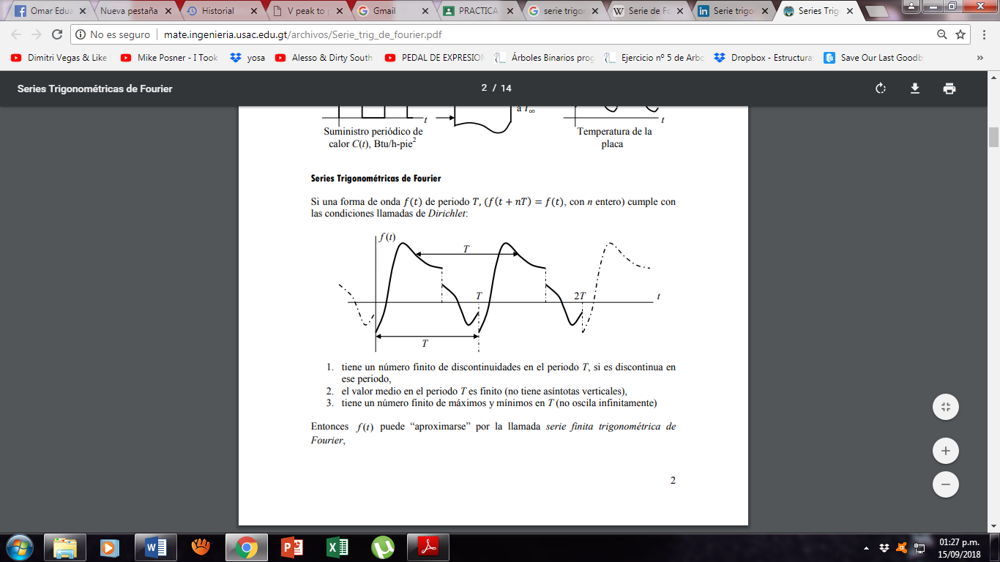 Omar Edua
Nueva pestaña
Historial
V peak to p
Gmail
PRACTICA
serie trigo
Serie de Fo
Serie trigo
Series Trig
No es seguro | mate.ingenieria.usac.edu.gt/archivos/Serie_trig_de_fourier.pdf
Dimitri Vegas & Like
Mike Posner - I Took
yosa
Alesso & Dirty South
PEDAL DE EXPRESION
Árboles Binarios prog
Ejercicio nº 5 de Arbo
Dropbox - Estructuras
Save Our Last Goodb
»
Series Trigonométricas de Fourier
2 / 14
a T∞
t
t
Suministro periódico de
calor C(t), Btu/h-pie²
Temperatura de la
placa
Series Trigonométricas de Fourier
Si una forma de onda f(t) de periodo T, (f(t + nT) = f(t), con n entero) cumple con
las condiciones llamadas de Dirichlet:
f(t)
T
T
2T
t
T
1. tiene un número finito de discontinuidades en el periodo T, si es discontinua en
ese periodo,
2. el valor medio en el periodo T es finito (no tiene asíntotas verticales),
3. tiene un número finito de máximos y mínimos en T (no oscila infinitamente)
Entonces f(t) puede “aproximarse” por la llamada serie finita trigonométrica de
Fourier,
2
01:27 p.m.
15/09/2018